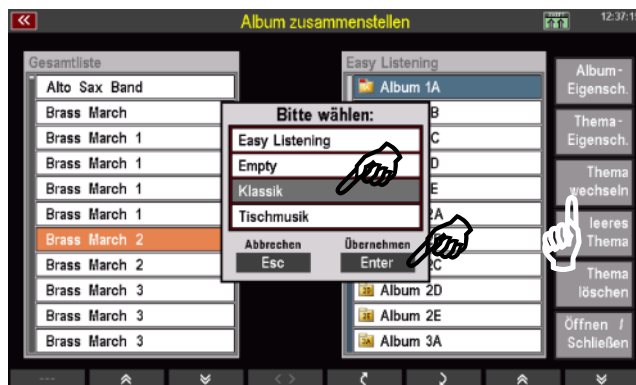 Album zusammenstellen
12:37:1
Gesamtliste
Alto Sax Band
Brass March
Brass March 1
Brass March 1
Brass March 1
Brass March 1
Brass March 2
Brass March 2
Brass March 3
Brass March 3
Brass March 3
Bitte wählen:
Easy Listening
Empty
Klassik
Tischmusik
Abbrechen
Übernehmen
Esc
Enter
Easy Listening
Album 1A
B
C
D
E
2A
2C
Album 2D
Album 2E
Album 3A
Album-
Eigensch.
Thema-
Eigensch.
Thema
wechseln
leeres
Thema
Thema
löschen
Öffnen /
Schließen
---
< >